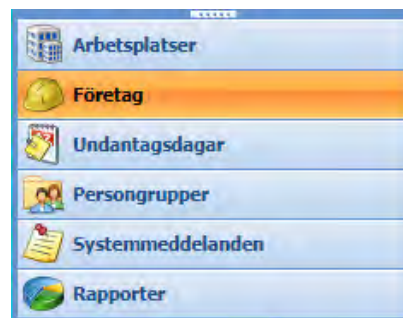 Arbetsplatser
Företag
Undantagsdagar
Persongrupper
Systemmeddelanden
Rapporter